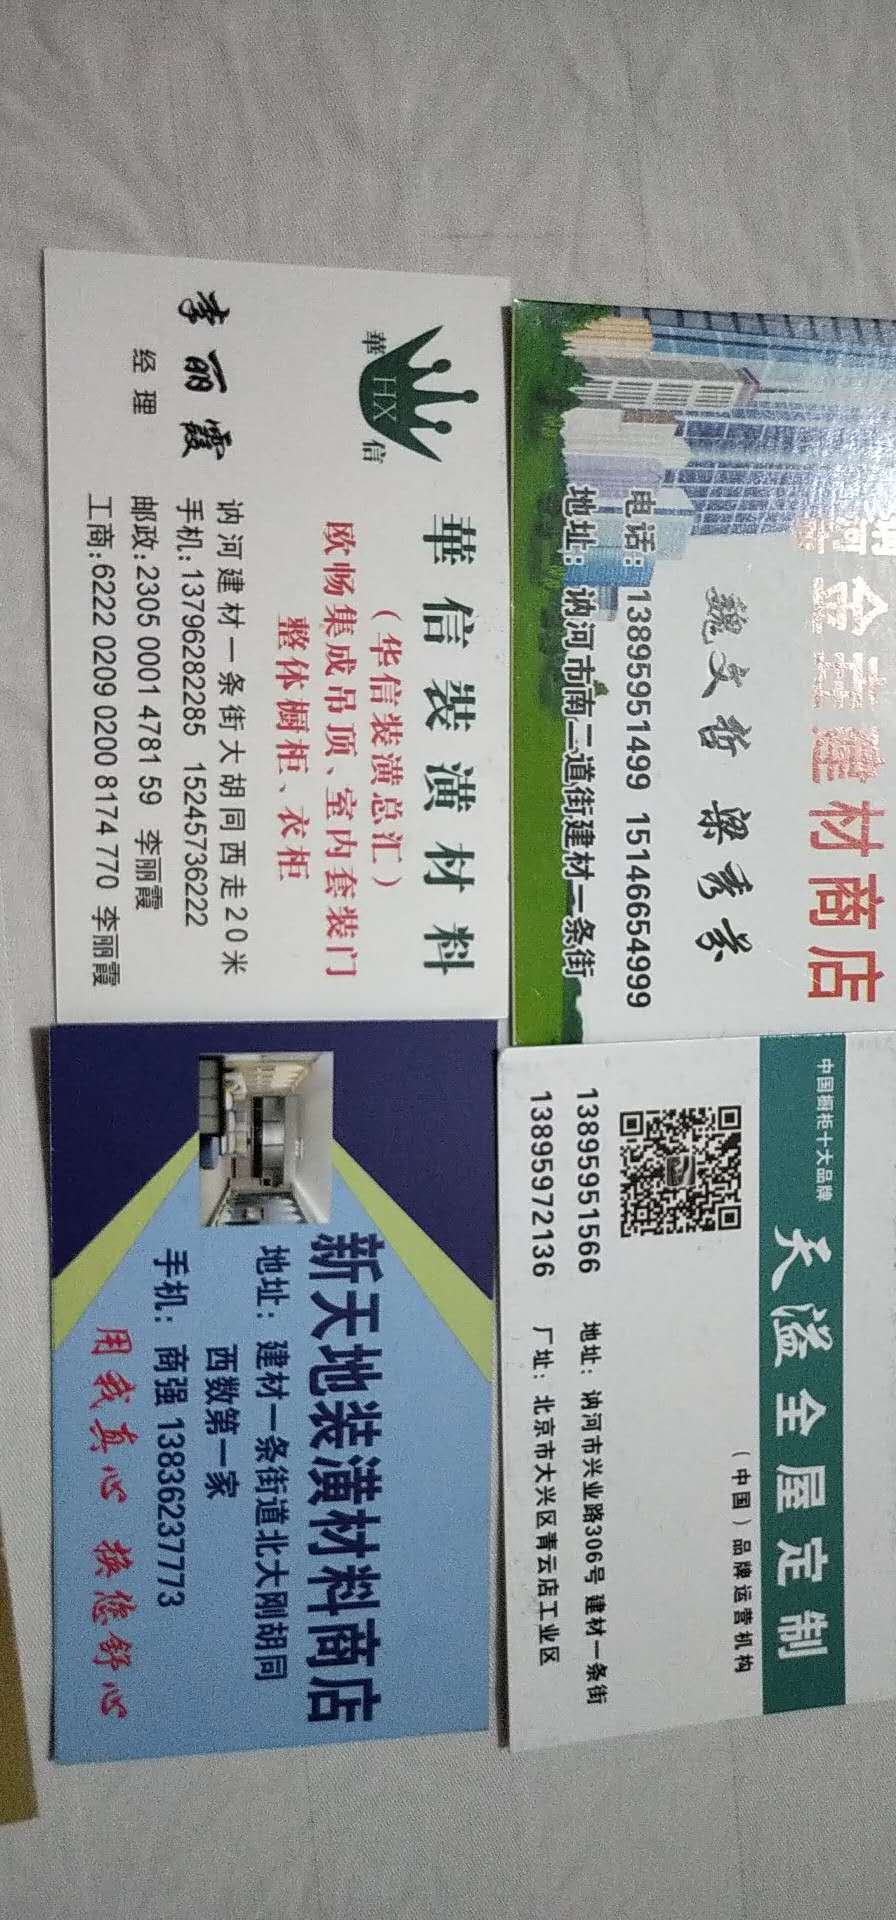 華信
HX
華信装潢材料
（华信装潢总汇）
欧畅集成吊顶、室内套装门
整体橱柜、衣柜
李丽霞
经理
讷河建材一条街大胡同西走20米
手机:13796282285 15245736222
邮政:2305 0001 4781 59 李丽霞
工商:6222 0209 0200 8174 770 李丽霞
建材商店
魏文哲 梁秀芬
电话：13895951499 15146654999
地址：讷河市南二道街建材一条街
新天地装潢材料商店
地址：建材一条街道北大刚胡同
西数第一家
手机：商强 13836237773
用我真心 换您舒心
中国橱柜十大品牌
天溢全屋定制
（中国）品牌运营机构
13895951566 地址：讷河市兴业路306号 建材一条街
13895972136 厂址：北京市大兴区青云店工业区